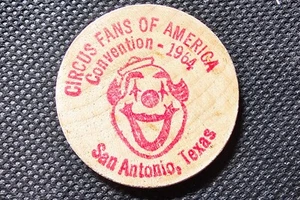 CIRCUS FANS OF AMERICA
Convention - 1964
San Antonio, Texas